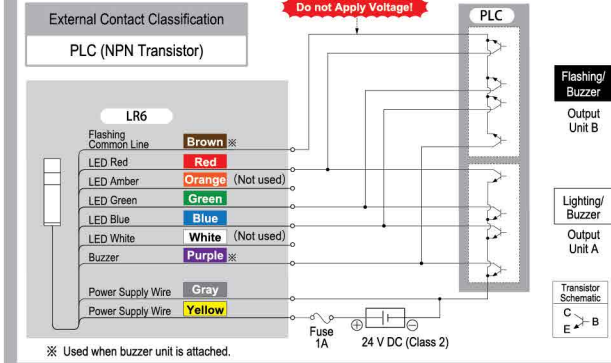 External Contact Classification
PLC (NPN Transistor)
Do not Apply Voltage!
PLC
Flashing/
Buzzer
Output
Unit B
LR6
Flashing
Common Line Brown ※
LED Red Red
LED Amber Orange (Not used)
LED Green Green
LED Blue Blue
LED White White (Not used)
Buzzer Purple ※
Power Supply Wire Gray
Power Supply Wire Yellow
Lighting/
Buzzer
Output
Unit A
Fuse
1A
⊕ ⊖
24 V DC (Class 2)
Transistor
Schematic
C
B
E
※ Used when buzzer unit is attached.